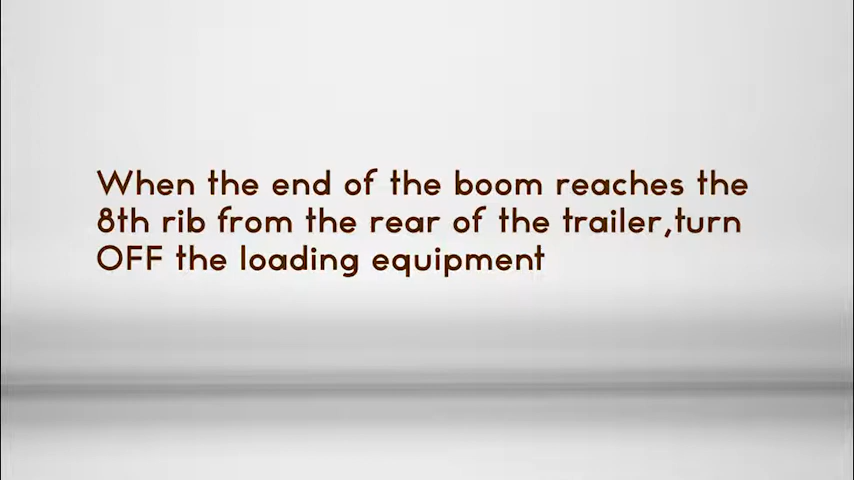 When the end of the boom reaches the
8th rib from the rear of the trailer,turn
OFF the loading equipment